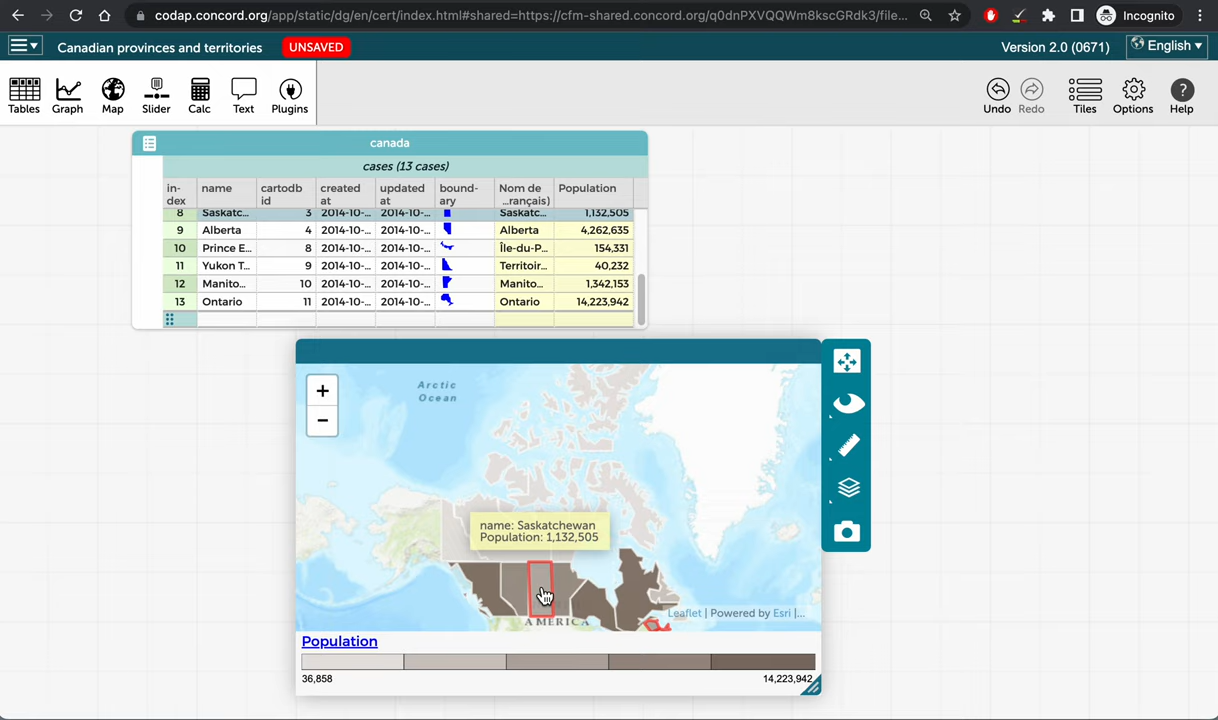 codap.concord.org/app/static/dg/en/cert/index.html#shared=https://cfm-shared.concord.org/q0dnPXVQQWm8kscGRdk3/file...
Incognito
Canadian provinces and territories UNSAVED Version 2.0 (0671) English
Tables Graph Map Slider Calc Text Plugins Undo Redo Tiles Options ? Help
canada
cases (13 cases)
in-dex name cartodb id created at updated at bound-ary Nom de ...rançais) Population
8 Saskatc... 3 2014-10-... 2014-10-... Saskatc... 1,132,505
9 Alberta 4 2014-10-... 2014-10-... Alberta 4,262,635
10 Prince E... 8 2014-10-... 2014-10-... Île-du-P... 154,331
11 Yukon T... 9 2014-10-... 2014-10-... Territoir... 40,232
12 Manito... 10 2014-10-... 2014-10-... Manito... 1,342,153
13 Ontario 11 2014-10-... 2014-10-... Ontario 14,223,942
+
−
Arctic
Ocean
name: Saskatchewan
Population: 1,132,505
Leaflet | Powered by Esri |...
AMERICA
Population
36,858 14,223,942